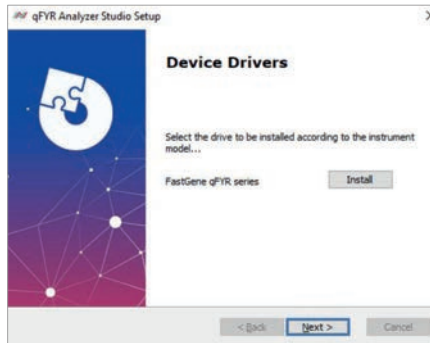 qFYR Analyzer Studio Setup
Device Drivers
Select the drive to be installed according to the instrument
model...
FastGene qFYR series
Install
< Back
Next >
Cancel